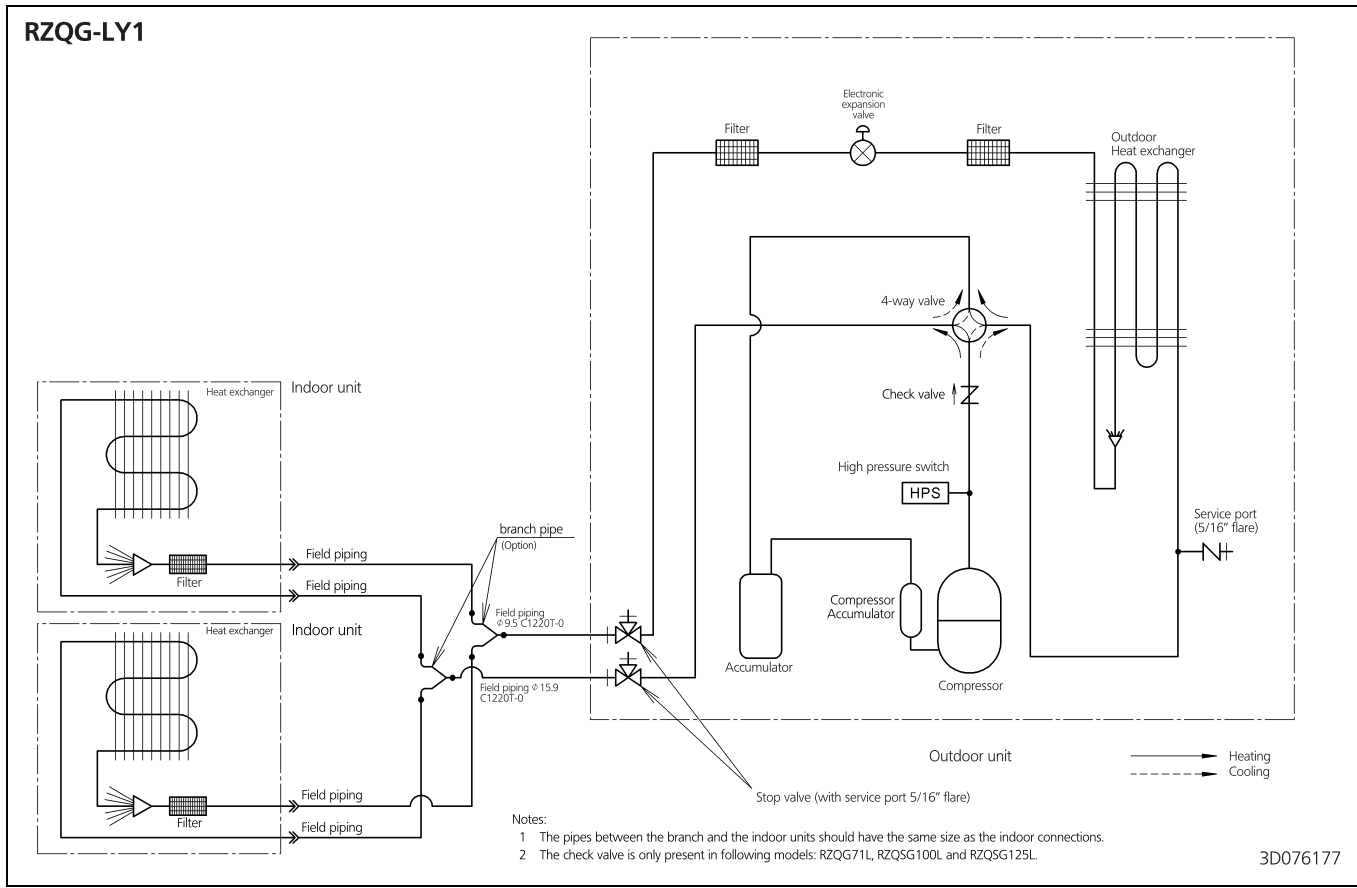 RZQG-LY1
Electronic
expansion
valve
Filter
Filter
Outdoor
Heat exchanger
4-way valve
Check valve
High pressure switch
HPS
Service port
(5/16" flare)
Compressor
Accumulator
Accumulator
Compressor
Heat exchanger
Indoor unit
Filter
Field piping
Field piping
branch pipe
(Option)
Field piping
φ9.5 C1220T-0
Heat exchanger
Indoor unit
Field piping φ15.9
C1220T-0
Filter
Field piping
Field piping
Outdoor unit
Heating
Cooling
Stop valve (with service port 5/16" flare)
Notes:
1 The pipes between the branch and the indoor units should have the same size as the indoor connections.
2 The check valve is only present in following models: RZQG71L, RZQSG100L and RZQSG125L.
3D076177